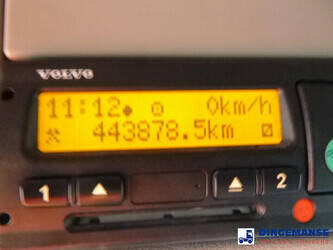 VOLVO
11:12 0km/h
443878.5km
1 2
DINGEMANSE